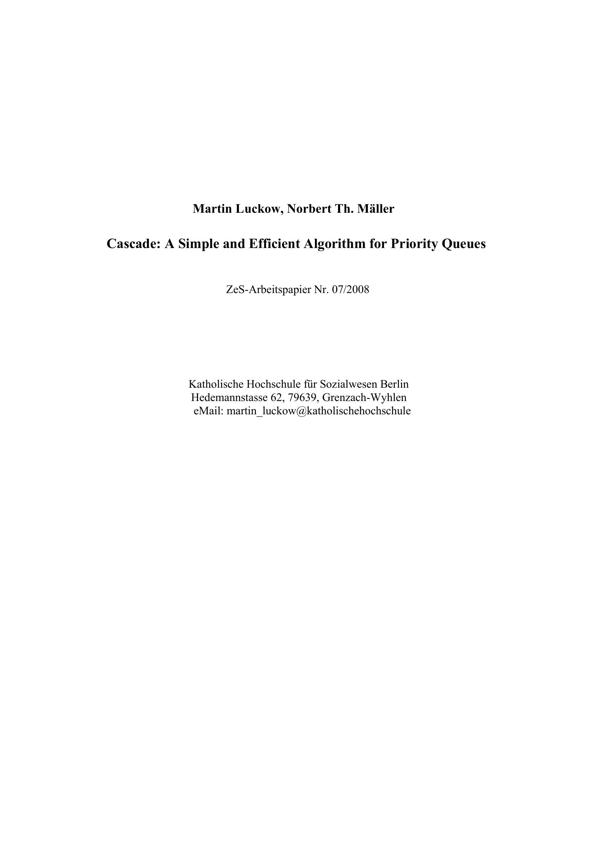 Martin Luckow, Norbert Th. Mäller
Cascade: A Simple and Efficient Algorithm for Priority Queues
ZeS-Arbeitspapier Nr. 07/2008
Katholische Hochschule für Sozialwesen Berlin
Hedemannstasse 62, 79639, Grenzach-Wyhlen
eMail: martin_luckow@katholischehochschule